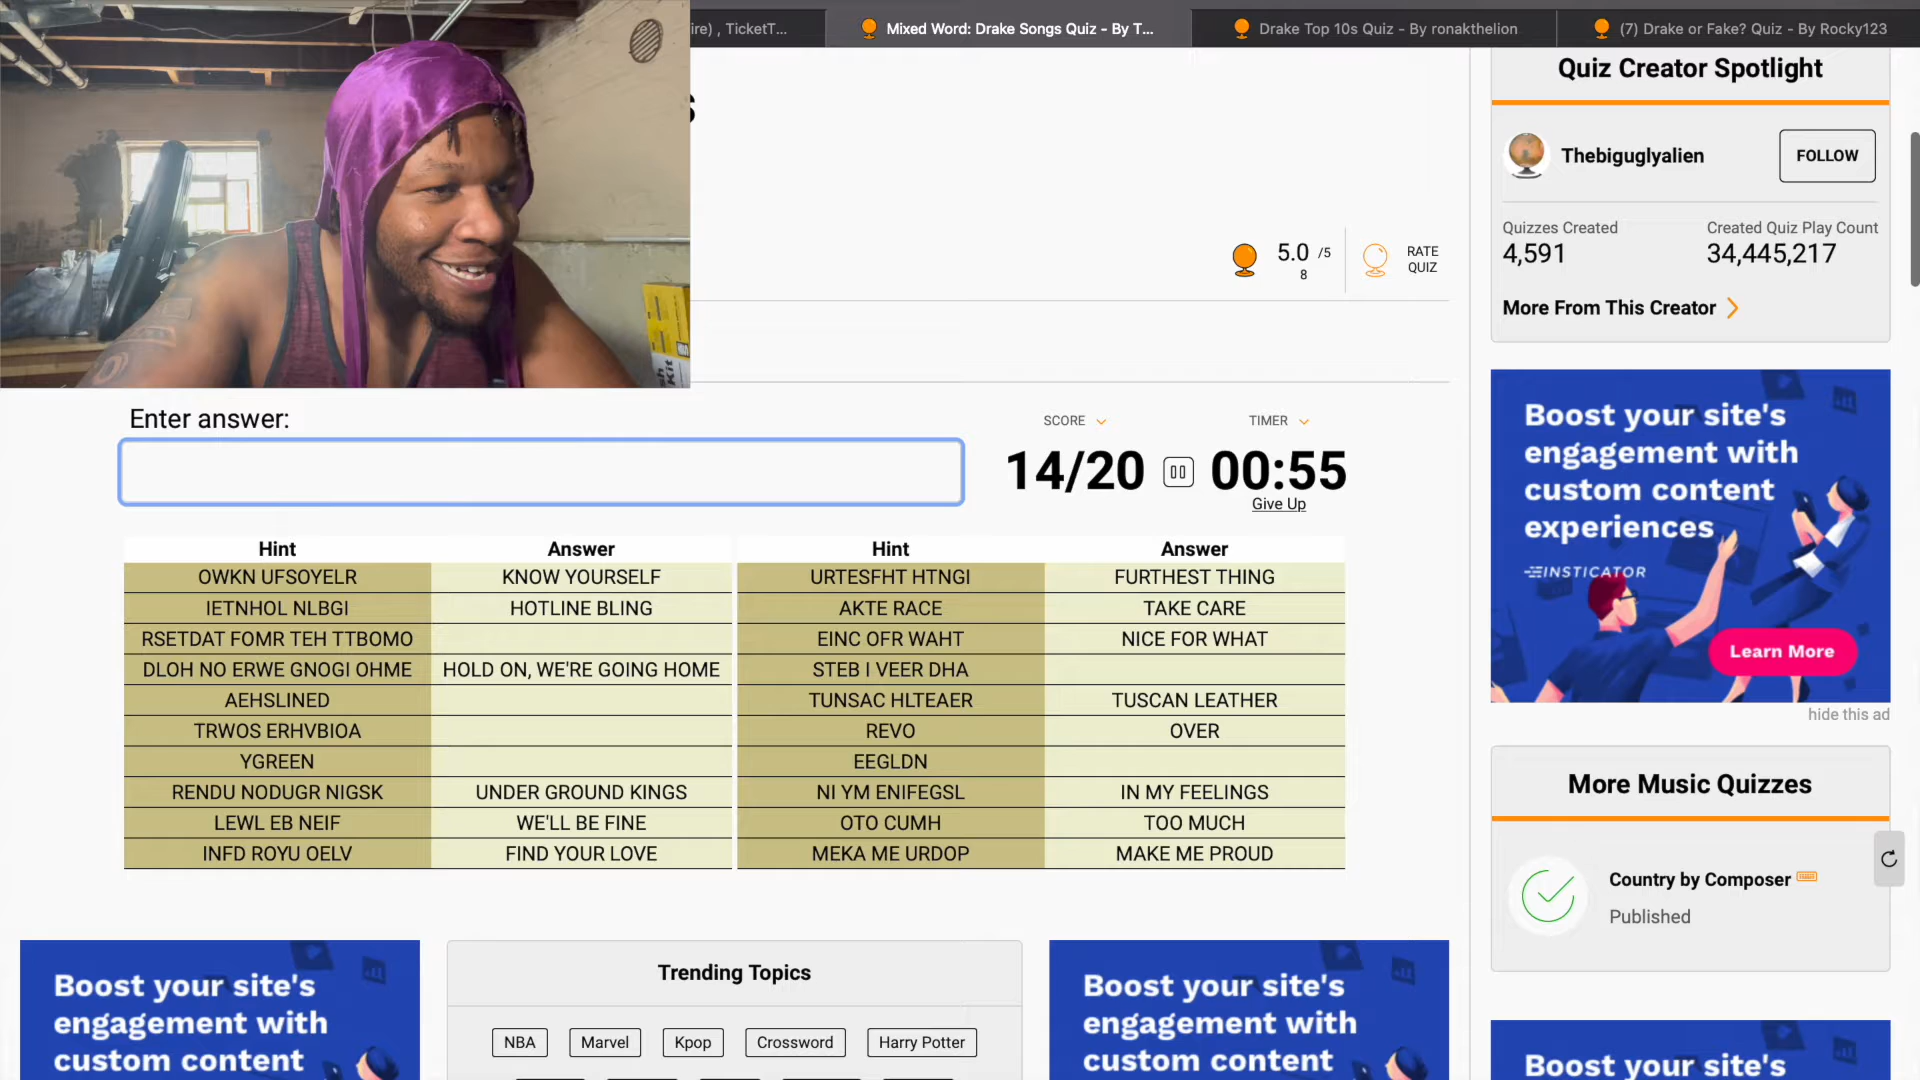 ire) , TicketT...
Mixed Word: Drake Songs Quiz - By T...
Drake Top 10s Quiz - By ronakthelion
(7) Drake or Fake? Quiz - By Rocky123
Quiz Creator Spotlight
Thebiguglyalien
FOLLOW
Quizzes Created
Created Quiz Play Count
4,591
34,445,217
More From This Creator
5.0 /5
8
RATE
QUIZ
Enter answer:
SCORE
TIMER
14/20
00:55
Give Up
Hint Answer Hint Answer
OWKN UFSOYELR KNOW YOURSELF URTESFHT HTNGI FURTHEST THING
IETNHOL NLBGI HOTLINE BLING AKTE RACE TAKE CARE
RSETDAT FOMR TEH TTBOMO EINC OFR WAHT NICE FOR WHAT
DLOH NO ERWE GNOGI OHME HOLD ON, WE'RE GOING HOME STEB I VEER DHA
AEHSLINED TUNSAC HLTEAER TUSCAN LEATHER
TRWOS ERHVBIOA REVO OVER
YGREEN EEGLDN
RENDU NODUGR NIGSK UNDER GROUND KINGS NI YM ENIFEGSL IN MY FEELINGS
LEWL EB NEIF WE'LL BE FINE OTO CUMH TOO MUCH
INFD ROYU OELV FIND YOUR LOVE MEKA ME URDOP MAKE ME PROUD
Boost your site's
engagement with
custom content
experiences
INSTICATOR
Learn More
hide this ad
More Music Quizzes
Country by Composer
Published
Boost your site's
engagement with
custom content
Trending Topics
NBA
Marvel
Kpop
Crossword
Harry Potter
Boost your site's
engagement with
custom content
Boost your site's